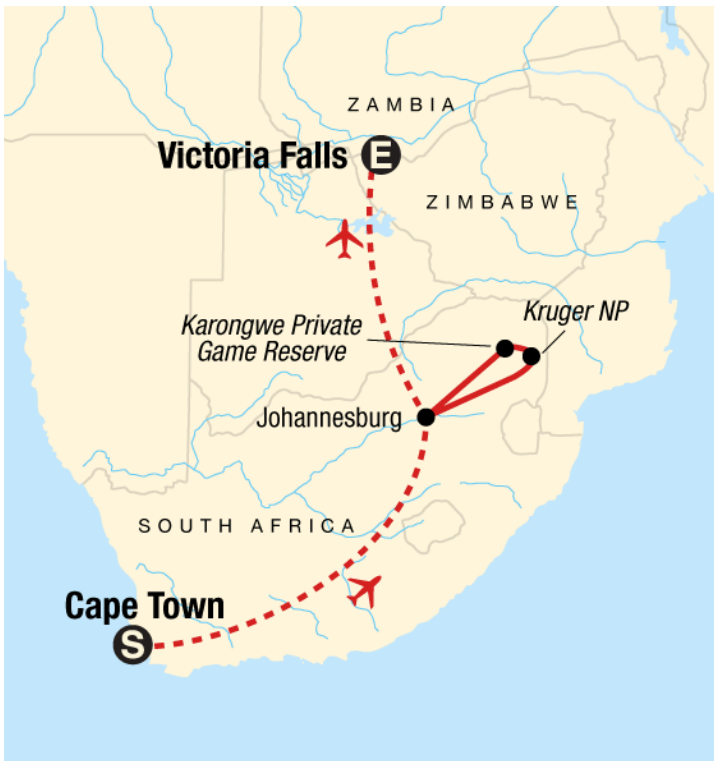 ZAMBIA
Victoria Falls E
ZIMBABWE
Kruger NP
Karongwe Private
Game Reserve
Johannesburg
SOUTH AFRICA
Cape Town
S